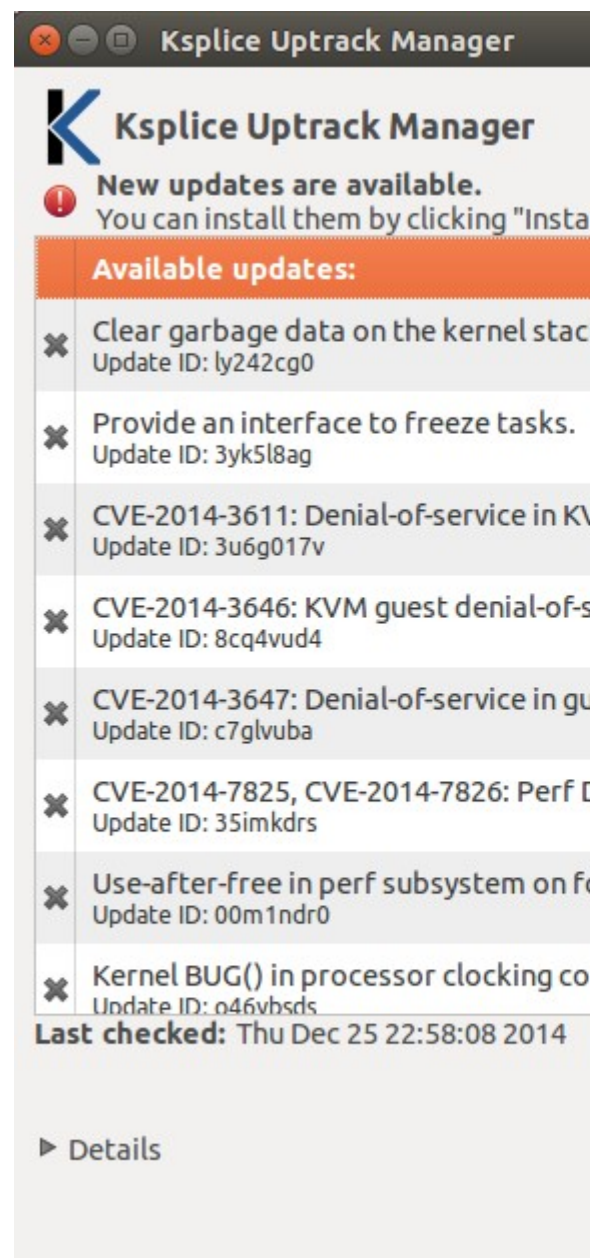 Ksplice Uptrack Manager
Ksplice Uptrack Manager
New updates are available.
You can install them by clicking "Insta
Available updates:
Clear garbage data on the kernel stac
Update ID: ly242cg0
Provide an interface to freeze tasks.
Update ID: 3yk5l8ag
CVE-2014-3611: Denial-of-service in KV
Update ID: 3u6g017v
CVE-2014-3646: KVM guest denial-of-s
Update ID: 8cq4vud4
CVE-2014-3647: Denial-of-service in gu
Update ID: c7glvuba
CVE-2014-7825, CVE-2014-7826: Perf D
Update ID: 35imkdrs
Use-after-free in perf subsystem on fo
Update ID: 00m1ndr0
Kernel BUG() in processor clocking co
Update ID: o46vbsds
Last checked: Thu Dec 25 22:58:08 2014
Details